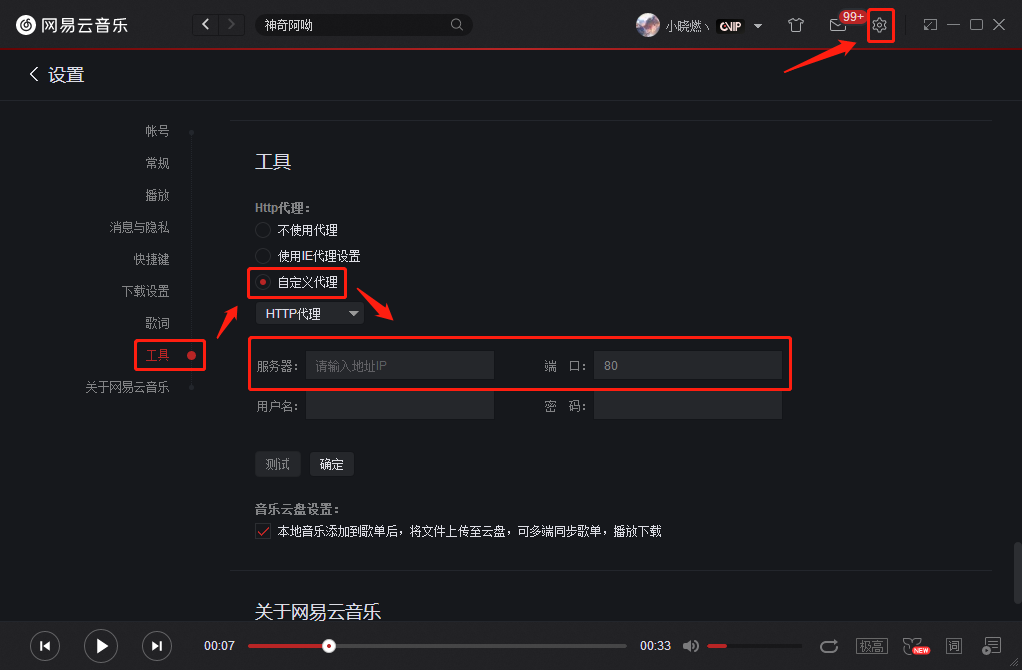 网易云音乐
神奇阿呦
小晓燃丶
VIP
99+
设置
帐号
常规
播放
消息与隐私
快捷键
下载设置
歌词
工具
关于网易云音乐
工具
Http代理：
不使用代理
使用IE代理设置
自定义代理
HTTP代理
服务器： 请输入地址IP 端 口： 80
用户名： 密 码：
测试 确定
音乐云盘设置：
本地音乐添加到歌单后，将文件上传至云盘，可多端同步歌单，播放下载
关于网易云音乐
00:07 00:33 极高 NEW 词